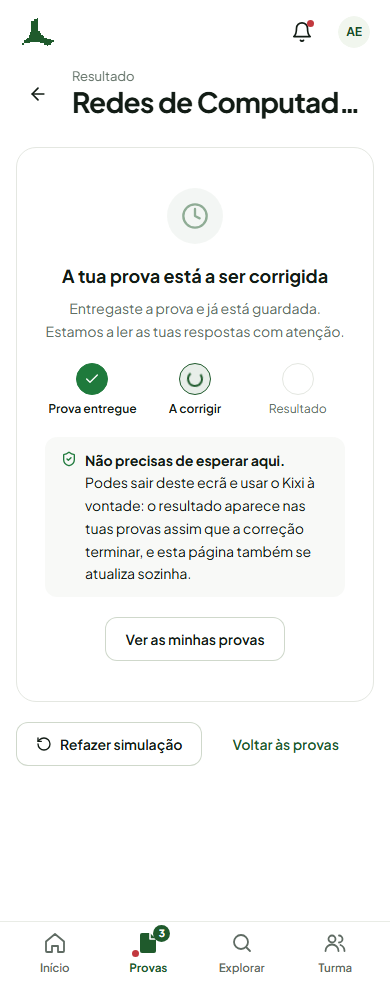 AE
Resultado
Redes de Computad...
A tua prova está a ser corrigida
Entregaste a prova e já está guardada.
Estamos a ler as tuas respostas com atenção.
Prova entregue
A corrigir
Resultado
Não precisas de esperar aqui.
Podes sair deste ecrã e usar o Kixi à
vontade: o resultado aparece nas
tuas provas assim que a correção
terminar, e esta página também se
atualiza sozinha.
Ver as minhas provas
Refazer simulação
Voltar às provas
3
Início
Provas
Explorar
Turma